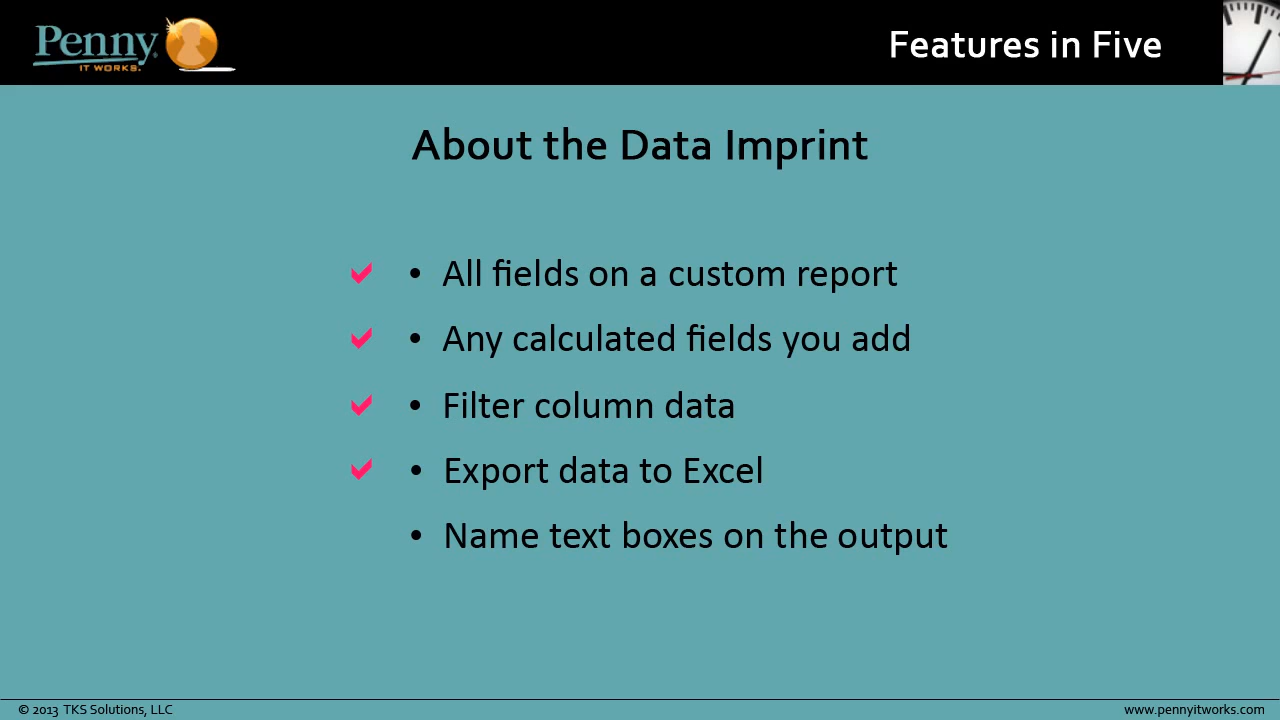 Penny
IT WORKS.
Features in Five
About the Data Imprint
• All fields on a custom report
• Any calculated fields you add
• Filter column data
• Export data to Excel
• Name text boxes on the output
© 2013 TKS Solutions, LLC
www.pennyitworks.com